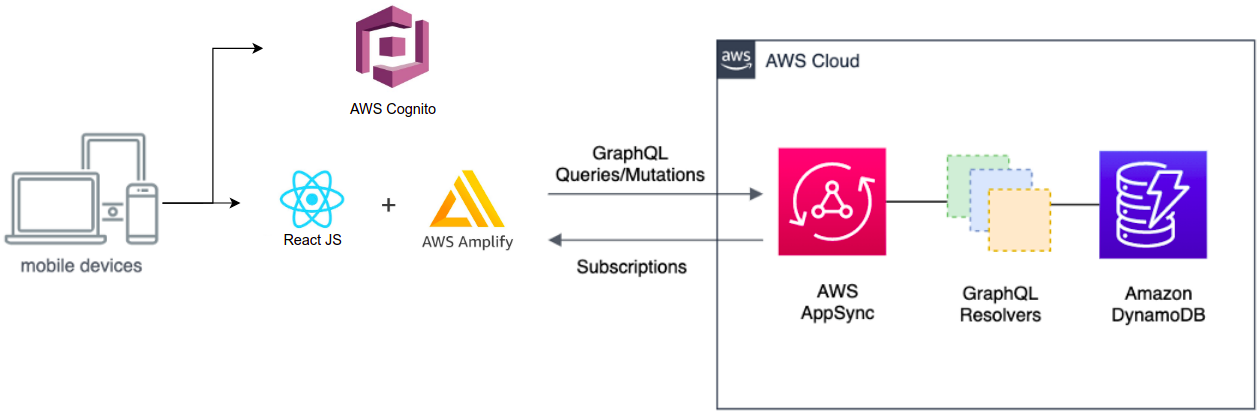 AWS Cognito
aws
AWS Cloud
GraphQL
Queries/Mutations
+
React JS
AWS Amplify
mobile devices
Subscriptions
AWS
AppSync
GraphQL
Resolvers
Amazon
DynamoDB